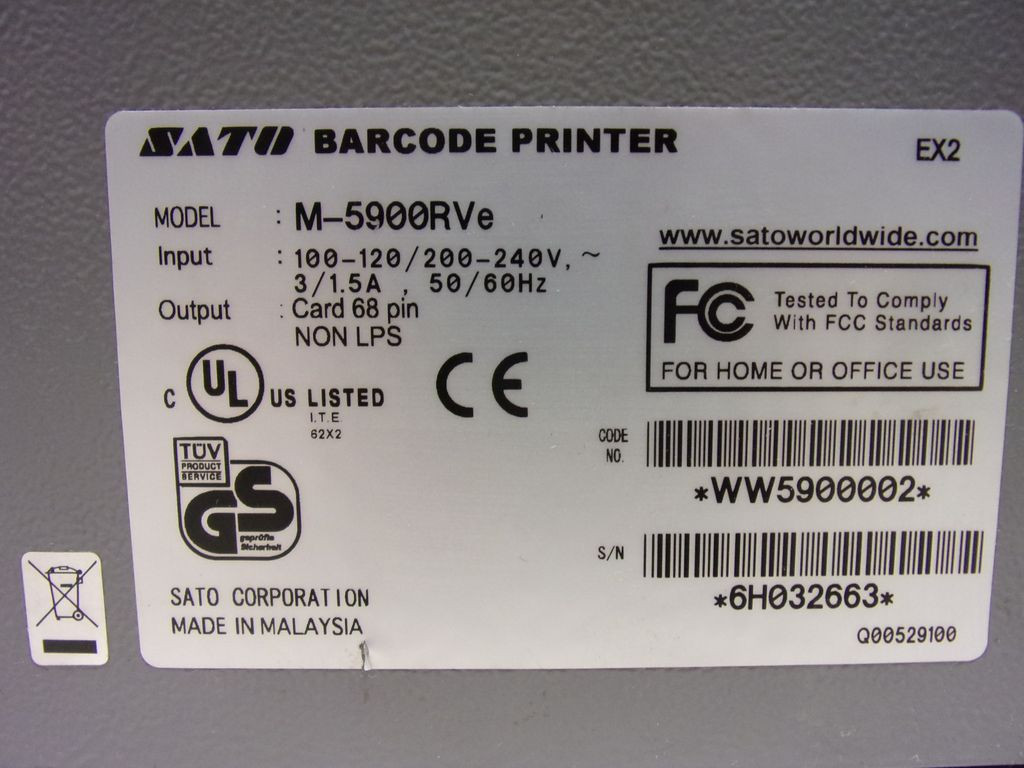 SATO BARCODE PRINTER
EX2
MODEL : M-5900RVe
Input : 100-120/200-240V, ~
3/1.5A , 50/60Hz
Output : Card 68 pin
NON LPS
www.satoworldwide.com
FC Tested To Comply
With FCC Standards
FOR HOME OR OFFICE USE
C UL US LISTED
I.T.E.
62X2
CE
TÜV
PRODUCT
SERVICE
GS
geprüfte
Sicherheit
CODE
NO.
*WW5900002*
S/N
*6H032663*
SATO CORPORATION
MADE IN MALAYSIA
Q00529100